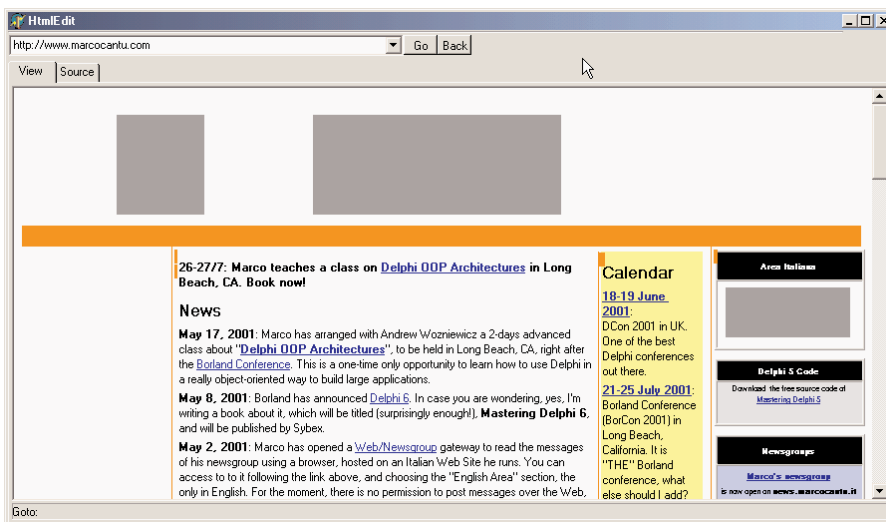 HtmlEdit
http://www.marcocantu.com
Go
Back
View
Source
26-27/7: Marco teaches a class on Delphi OOP Architectures in Long
Beach, CA. Book now!
News
May 17, 2001: Marco has arranged with Andrew Wozniewicz a 2-days advanced
class about "Delphi OOP Architectures", to be held in Long Beach, CA, right after
the Borland Conference. This is a one-time only opportunity to learn how to use Delphi in
a really object-oriented way to build large applications.
May 8, 2001: Borland has announced Delphi 6. In case you are wondering, yes, I'm
writing a book about it, which will be titled (surprisingly enough!), Mastering Delphi 6,
and will be published by Sybex.
May 2, 2001: Marco has opened a Web/Newsgroup gateway to read the messages
of his newsgroup using a browser, hosted on an Italian Web Site he runs. You can
access to to it following the link above, and choosing the "English Area" section, the
only in English. For the moment, there is no permission to post messages over the Web,
Calendar
18-19 June
2001:
DCon 2001 in UK.
One of the best
Delphi conferences
out there.
21-25 July 2001:
Borland Conference
(BorCon 2001) in
Long Beach,
California. It is
"THE" Borland
conference, what
else should I add?
Area Italiana
Delphi 5 Code
Download the free source code of
Mastering Delphi 5
Newsgroups
Marco's newsgroup
is now open on news.marcocantu.it
Goto: